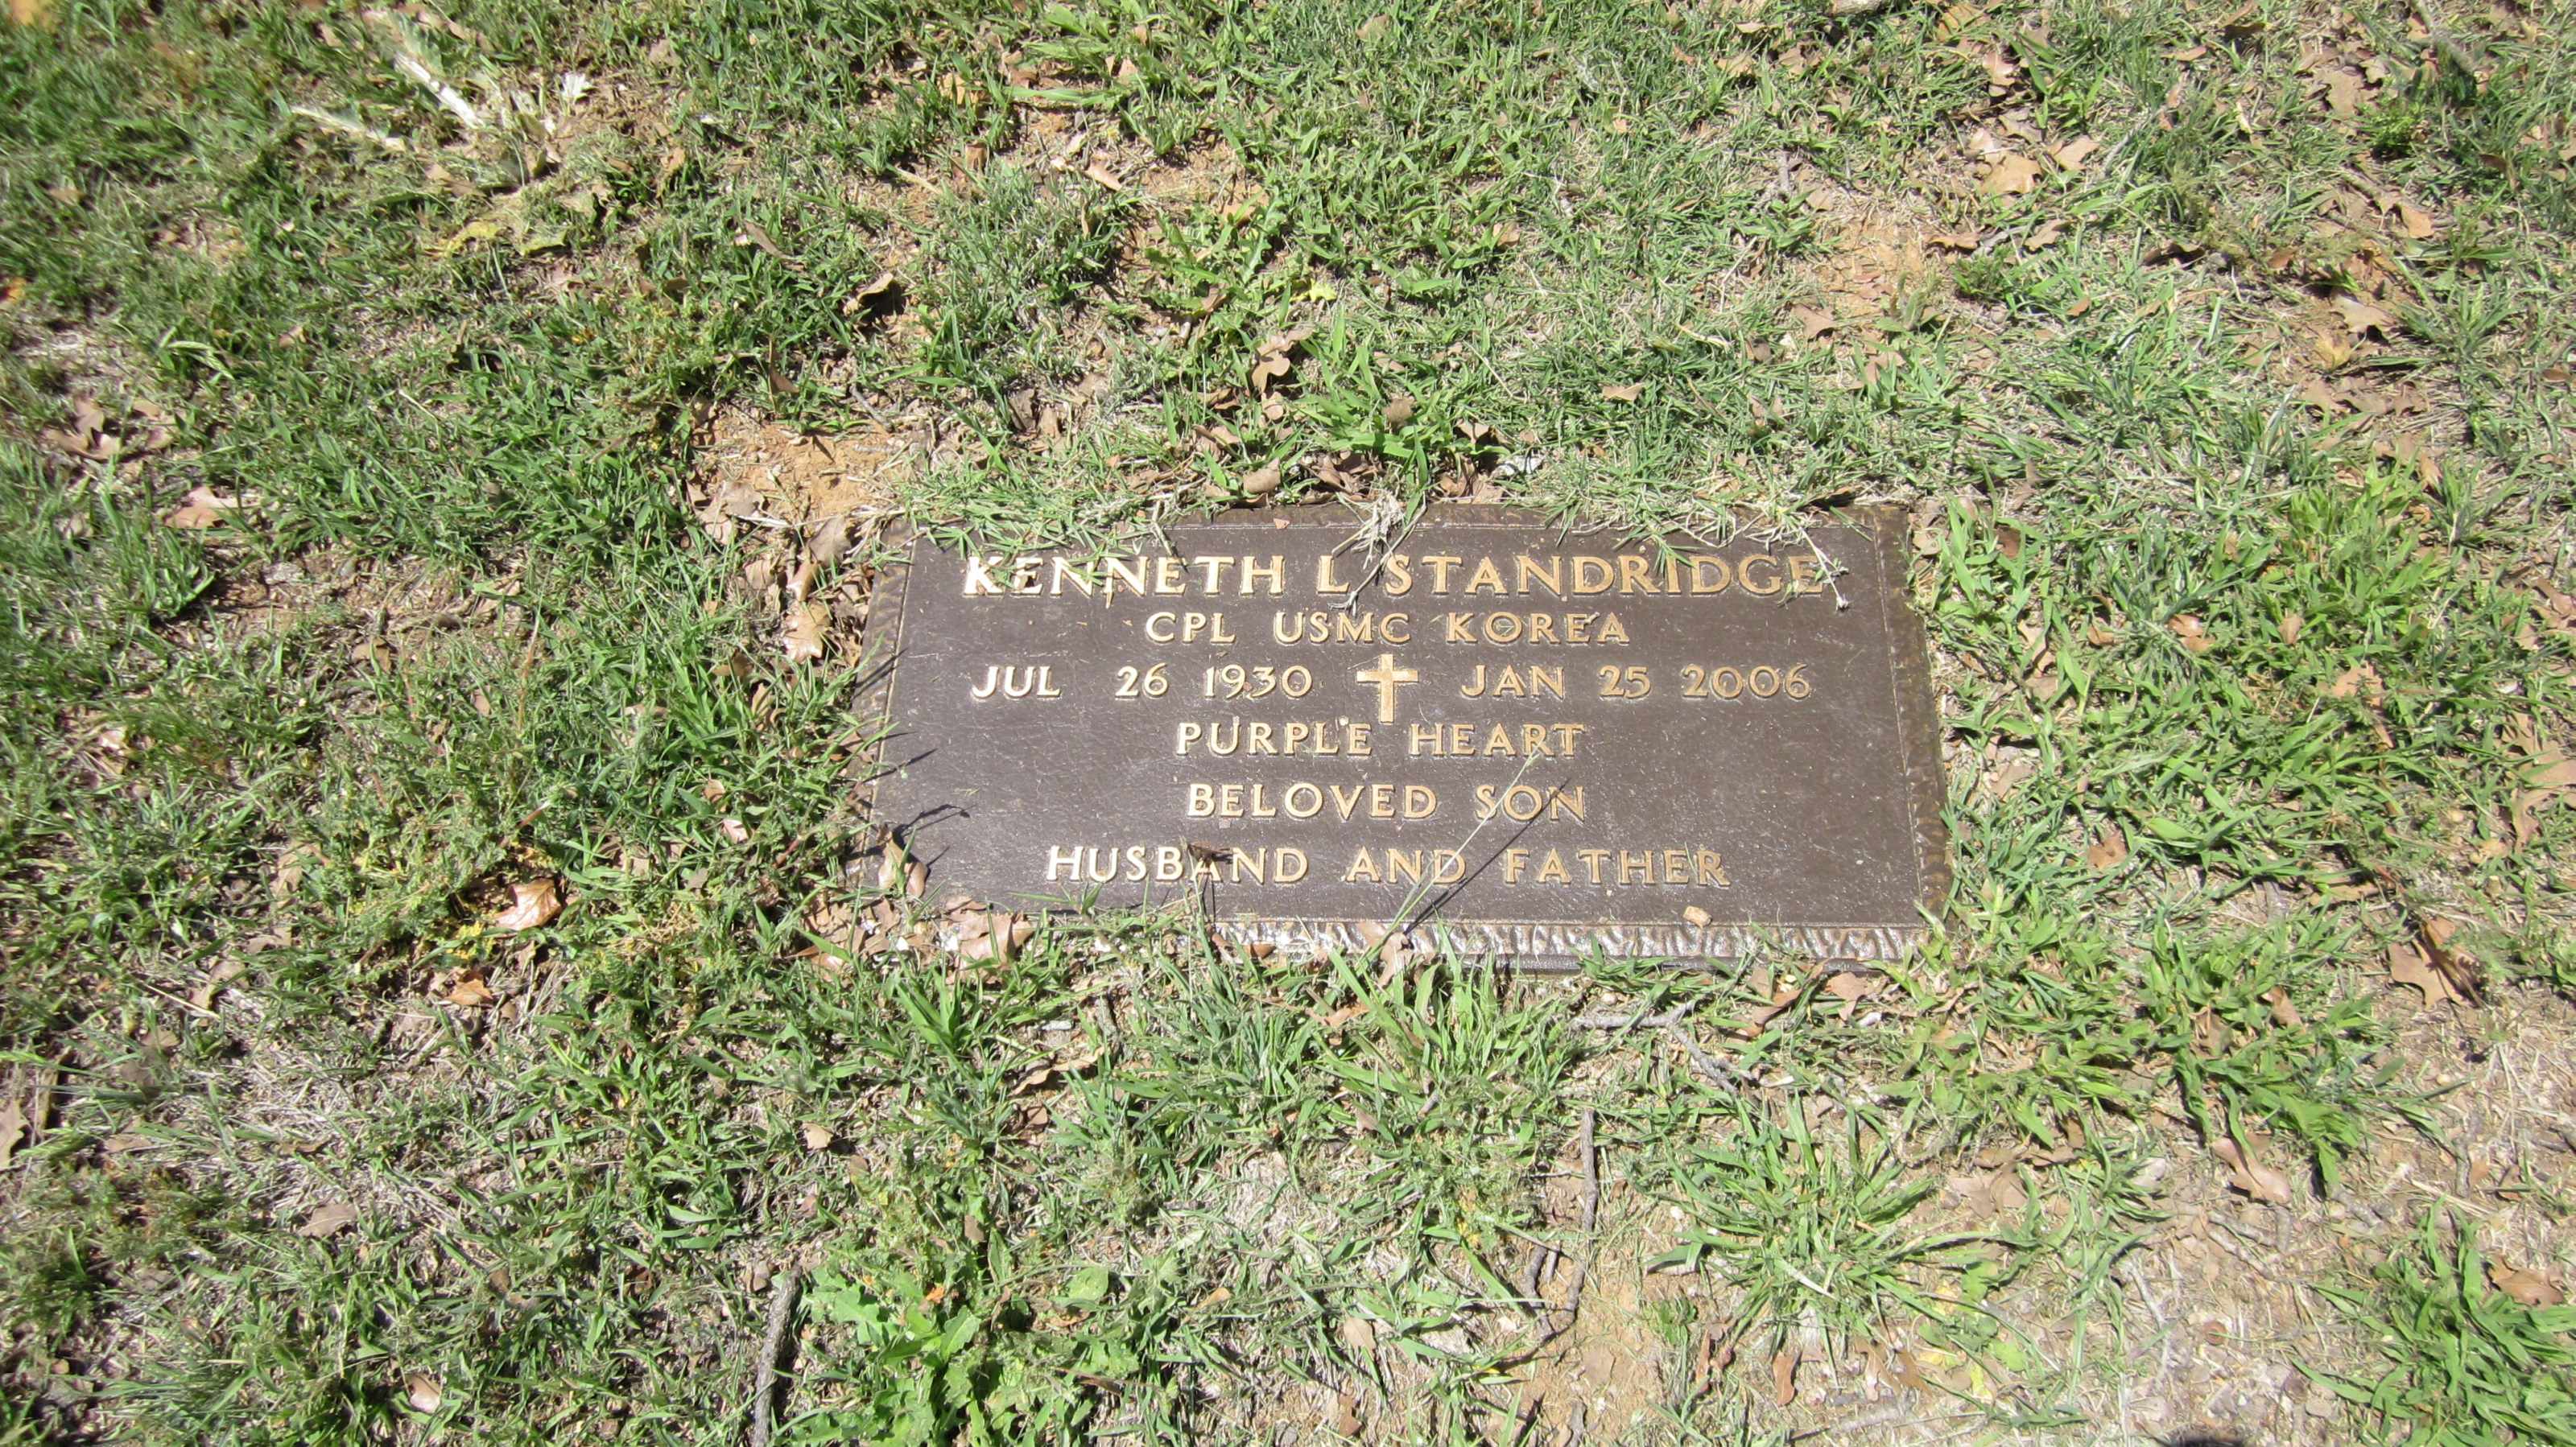 KENNETH L STANDRIDGE
CPL USMC KOREA
JUL 26 1930 JAN 25 2006
PURPLE HEART
BELOVED SON
HUSBAND AND FATHER